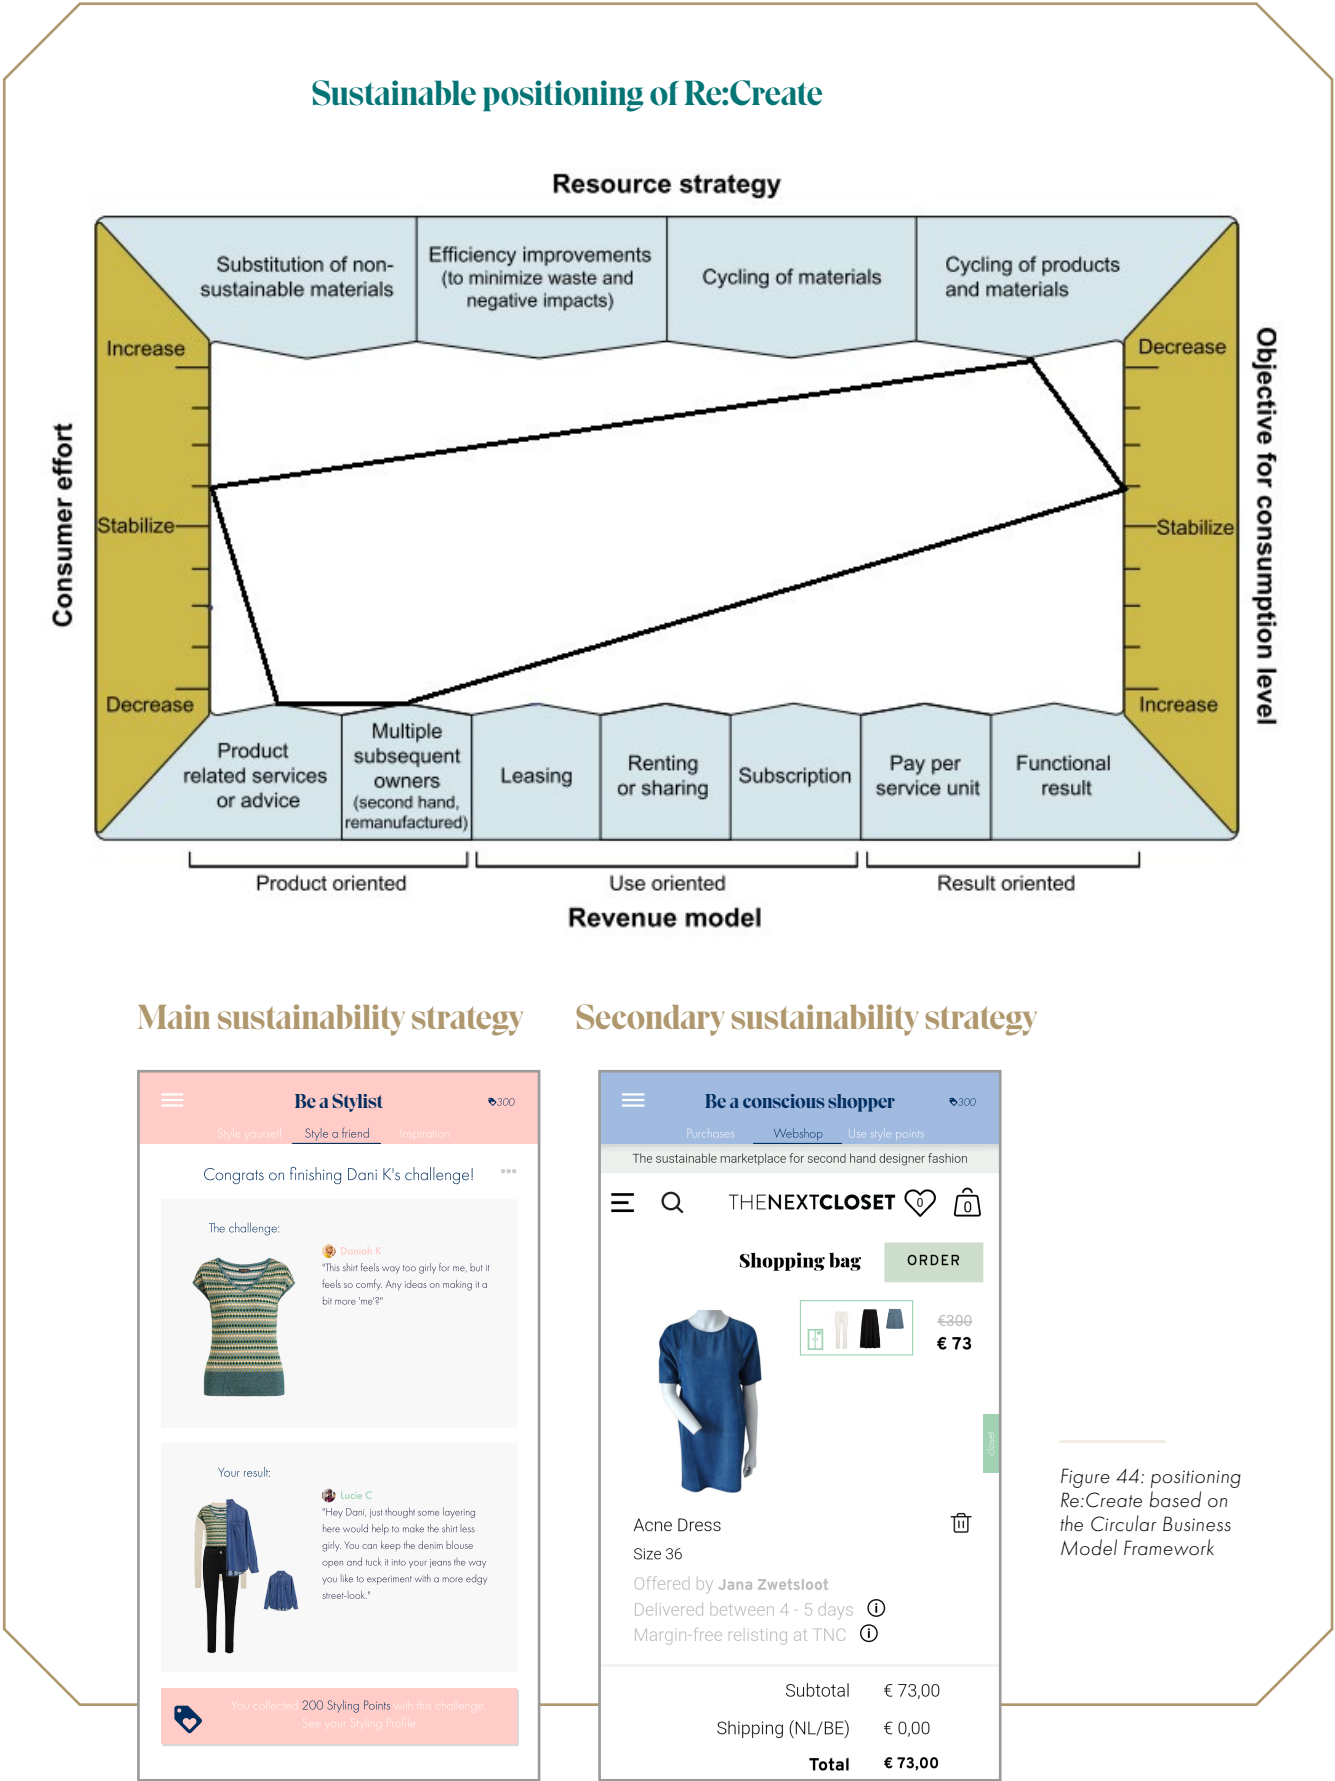 Sustainable positioning of Re:Create
Resource strategy
Substitution of non-
sustainable materials
Efficiency improvements
(to minimize waste and
negative impacts)
Cycling of materials
Cycling of products
and materials
Consumer effort
Increase
Stabilize
Decrease
Objective for consumption level
Decrease
Stabilize
Increase
Product
related services
or advice
Multiple
subsequent
owners
(second hand,
remanufactured)
Leasing
Renting
or sharing
Subscription
Pay per
service unit
Functional
result
Product oriented
Use oriented
Result oriented
Revenue model
Main sustainability strategy
Be a Stylist
300
Style yourself
Style a friend
Inspiration
Congrats on finishing Dani K's challenge!
The challenge:
Daniah K
"This shirt feels way too girly for me, but it
feels so comfy. Any ideas on making it a
bit more 'me'?"
Your result:
Lucie C
"Hey Dani, just thought some layering
here would help to make the shirt less
girly. You can keep the denim blouse
open and tuck it into your jeans the way
you like to experiment with a more edgy
street-look."
You collected 200 Styling Points with this challenge.
See your Styling Profile
Secondary sustainability strategy
Be a conscious shopper
300
Purchases
Webshop
Use style points
The sustainable marketplace for second hand designer fashion
THENEXTCLOSET
0
0
Shopping bag
ORDER
€300
€ 73
closet
Acne Dress
Size 36
Offered by Jana Zwetsloot
Delivered between 4 - 5 days
Margin-free relisting at TNC
Subtotal € 73,00
Shipping (NL/BE) € 0,00
Total € 73,00
Figure 44: positioning
Re:Create based on
the Circular Business
Model Framework